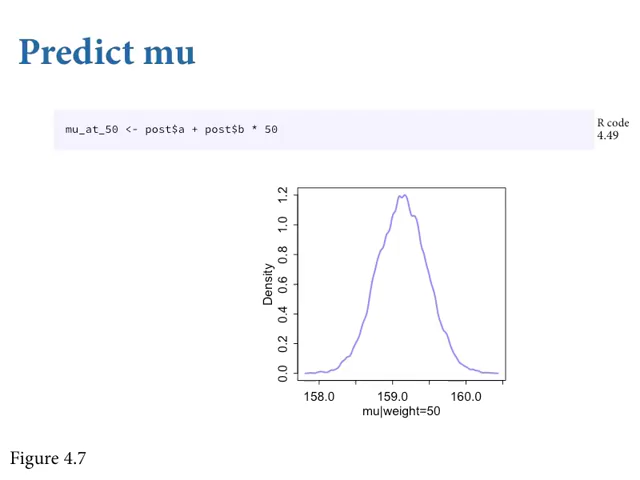 Predict mu
mu_at_50 <- post$a + post$b * 50
R code
4.49
1.2
1.0
0.8
0.6
0.4
0.2
0.0
Density
158.0 159.0 160.0
mu|weight=50
Figure 4.7